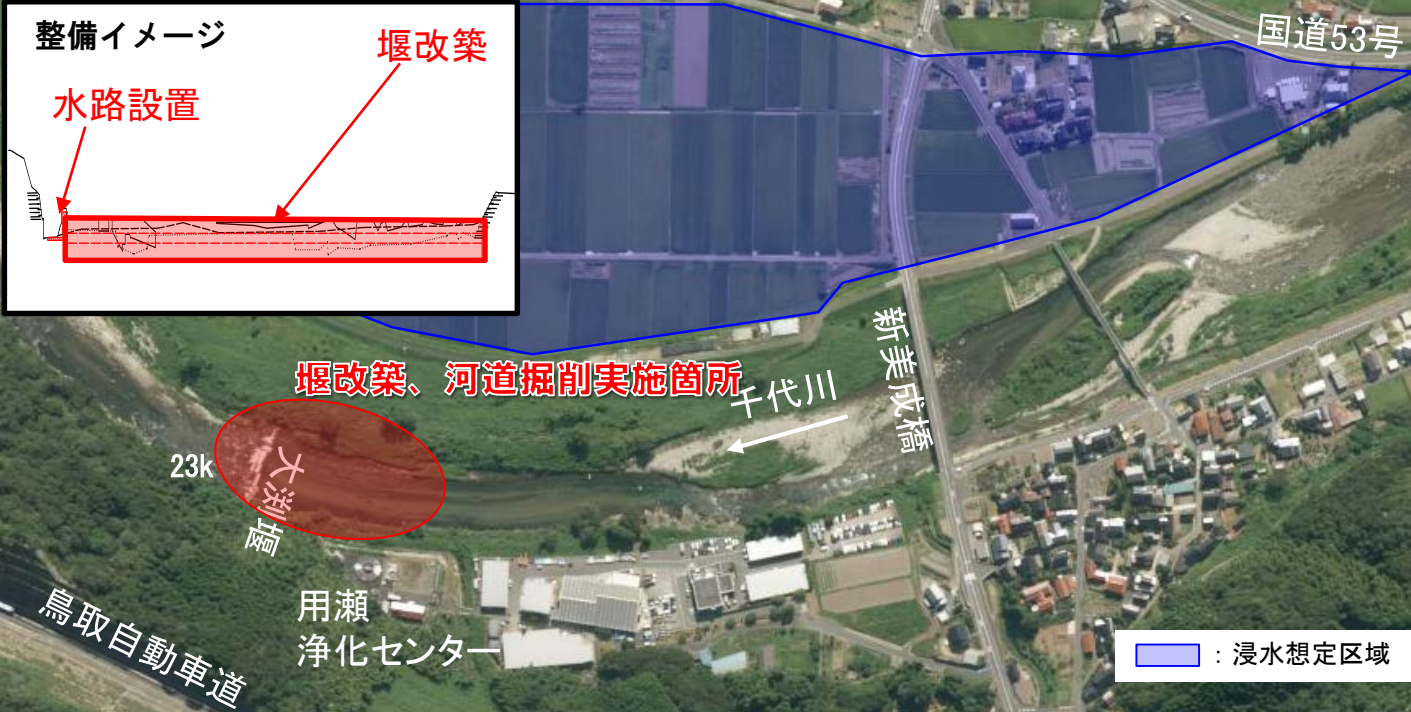 整備イメージ
堰改築
水路設置
国道53号
堰改築、河道掘削実施箇所
千代川
新美成橋
23k
大渕堰
用瀬
浄化センター
鳥取自動車道
：浸水想定区域